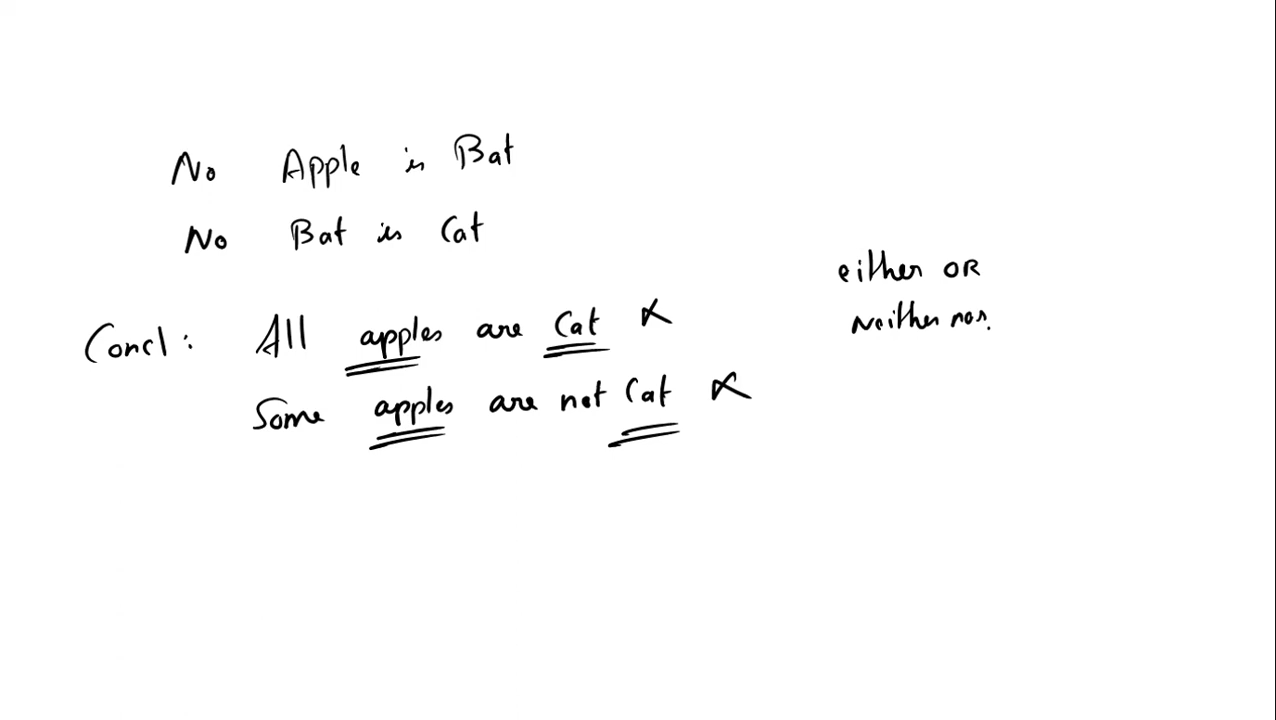 No Apple is Bat
No Bat is Cat
either OR
Neither nor.
Concl: All apples are Cat ×
Some apples are not Cat ×